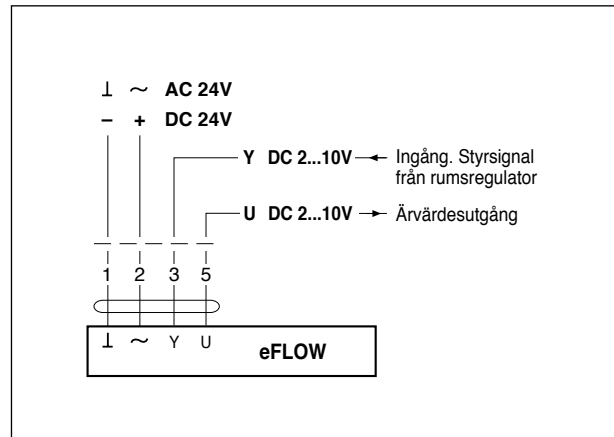 ⊥ ~ AC 24V
– + DC 24V
Y DC 2...10V Ingång. Styrsignal
från rumsregulator
U DC 2...10V Ärvärdesutgång
1 2 3 5
⊥ ~ Y U eFLOW